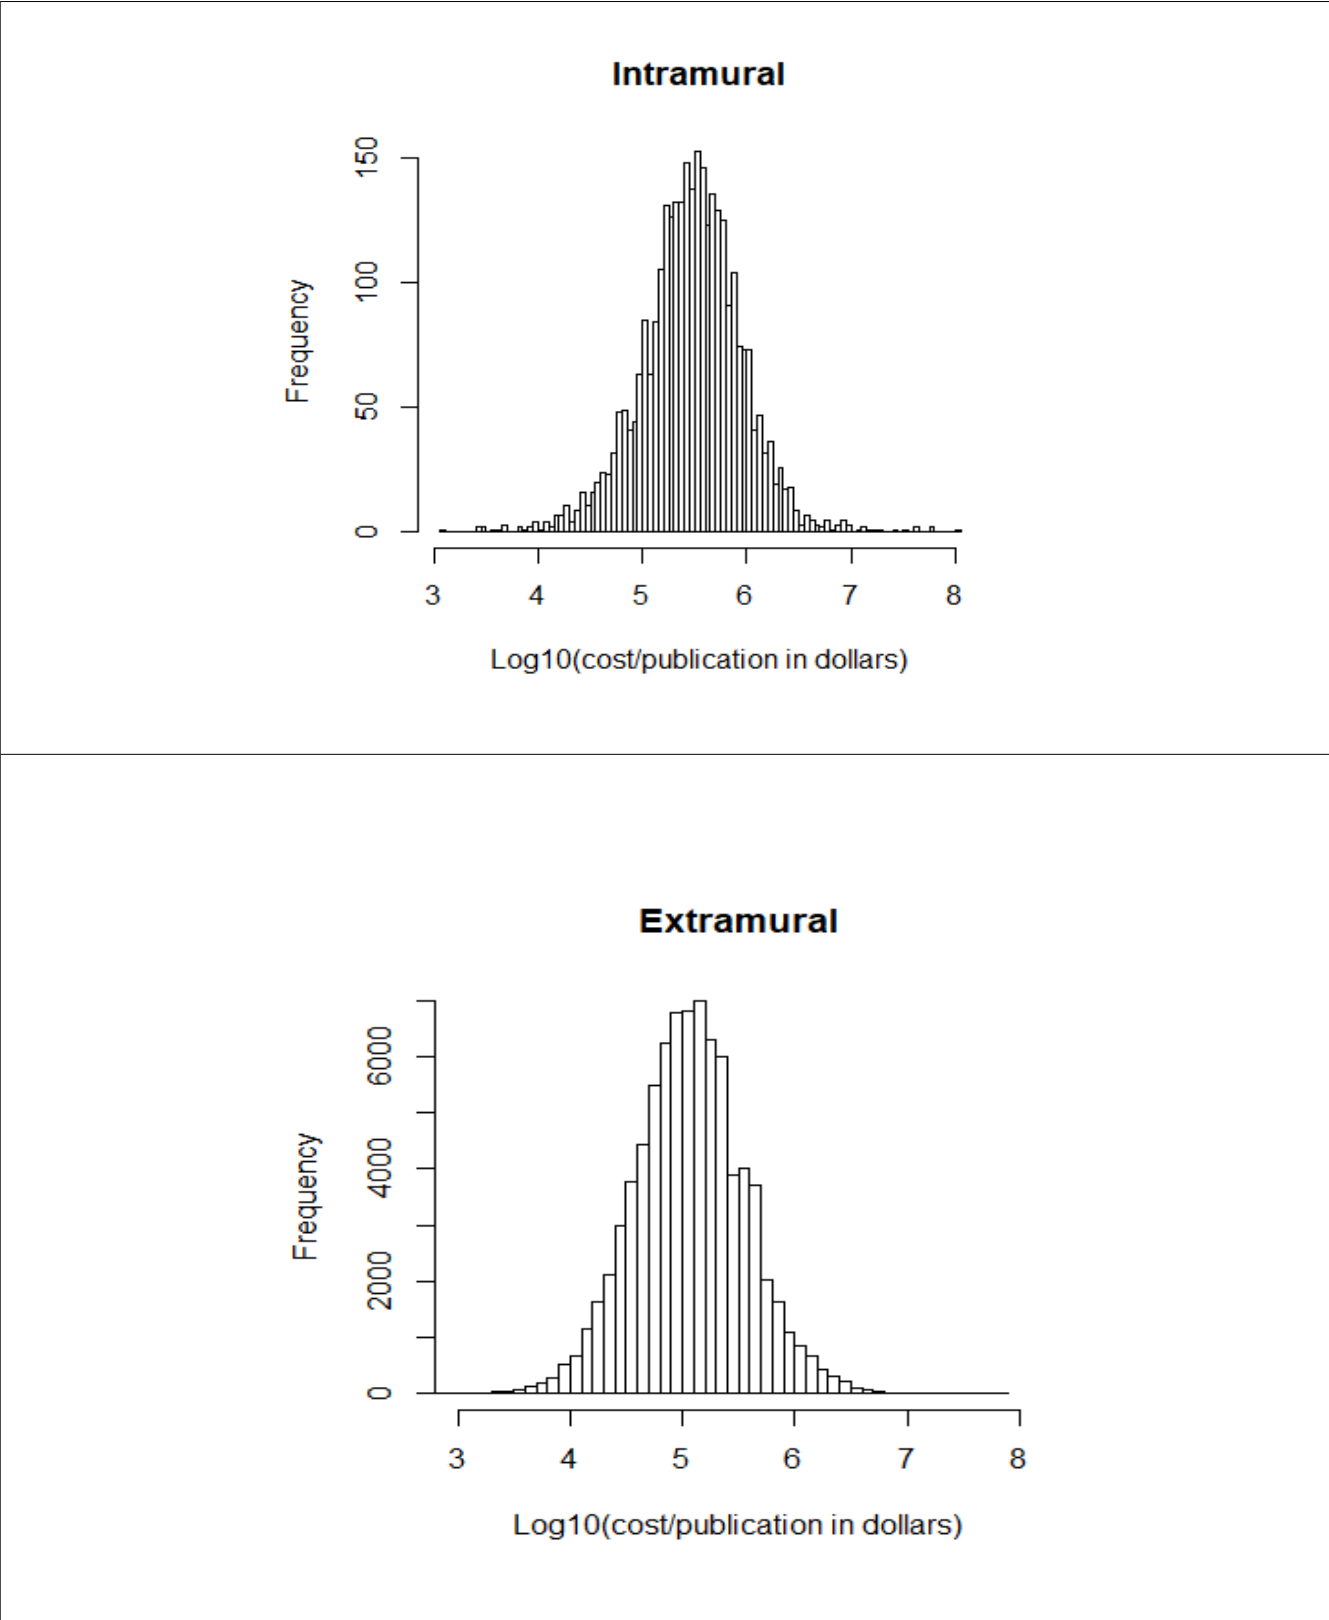 Intramural
150
100
50
0
Frequency
3 4 5 6 7 8
Log10(cost/publication in dollars)
Extramural
6000
4000
2000
0
Frequency
3 4 5 6 7 8
Log10(cost/publication in dollars)